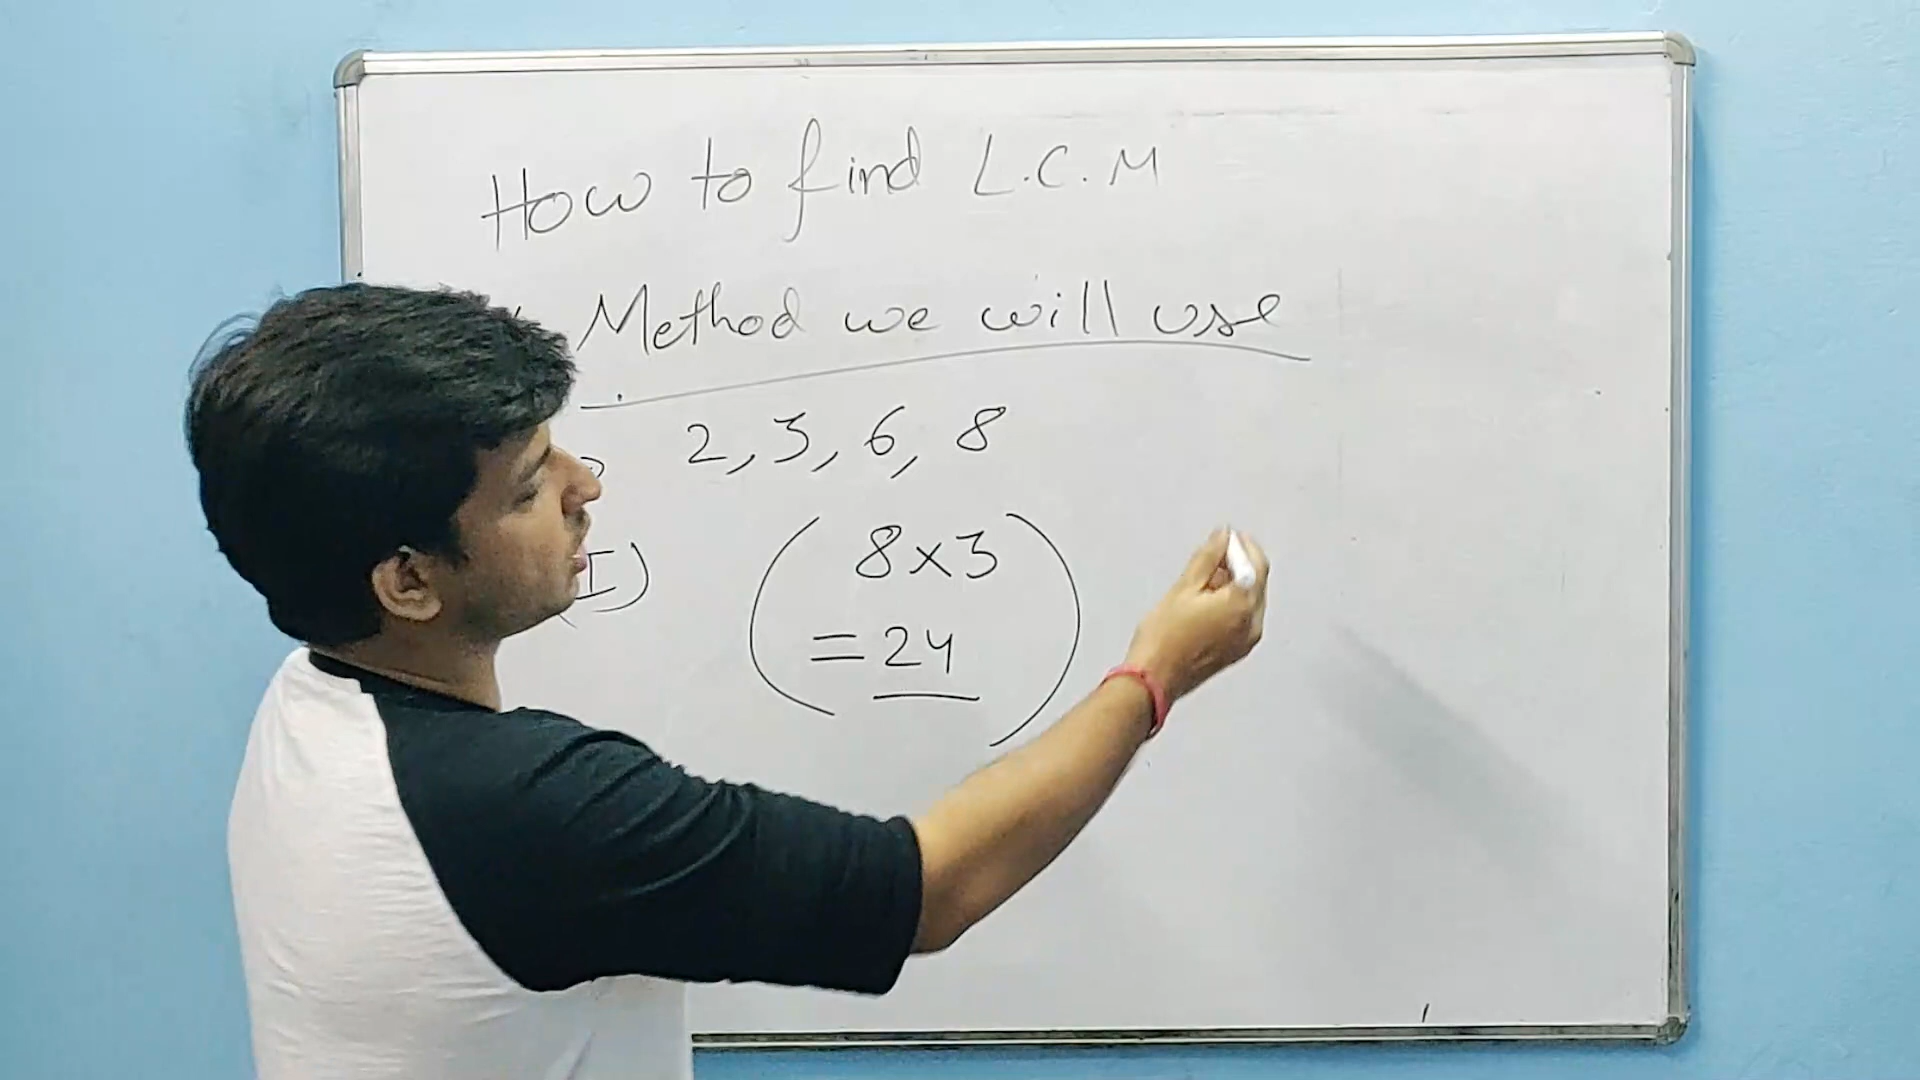 How to find L.C.M
Method we will use
2, 3, 6, 8
I) ( 8×3
= 24 )